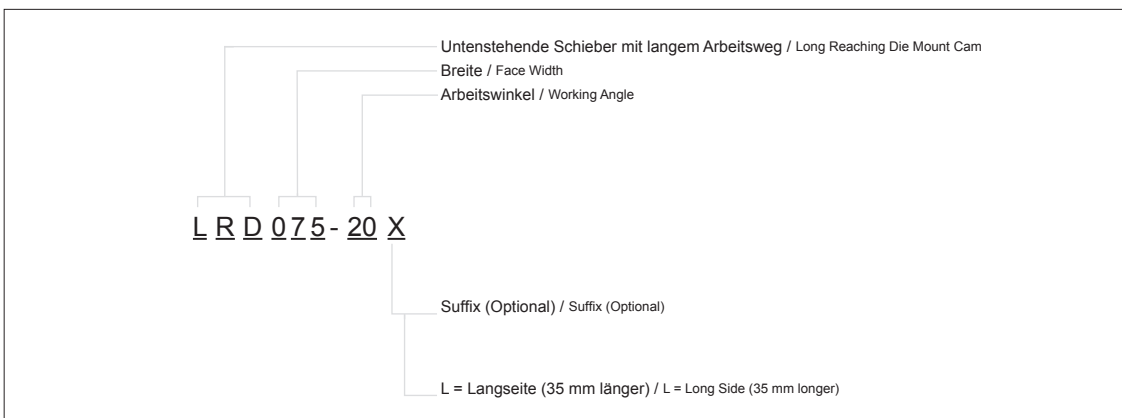 Untenstehende Schieber mit langem Arbeitsweg / Long Reaching Die Mount Cam
Breite / Face Width
Arbeitswinkel / Working Angle
LRD075-20 X
Suffix (Optional) / Suffix (Optional)
L = Langseite (35 mm länger) / L = Long Side (35 mm longer)